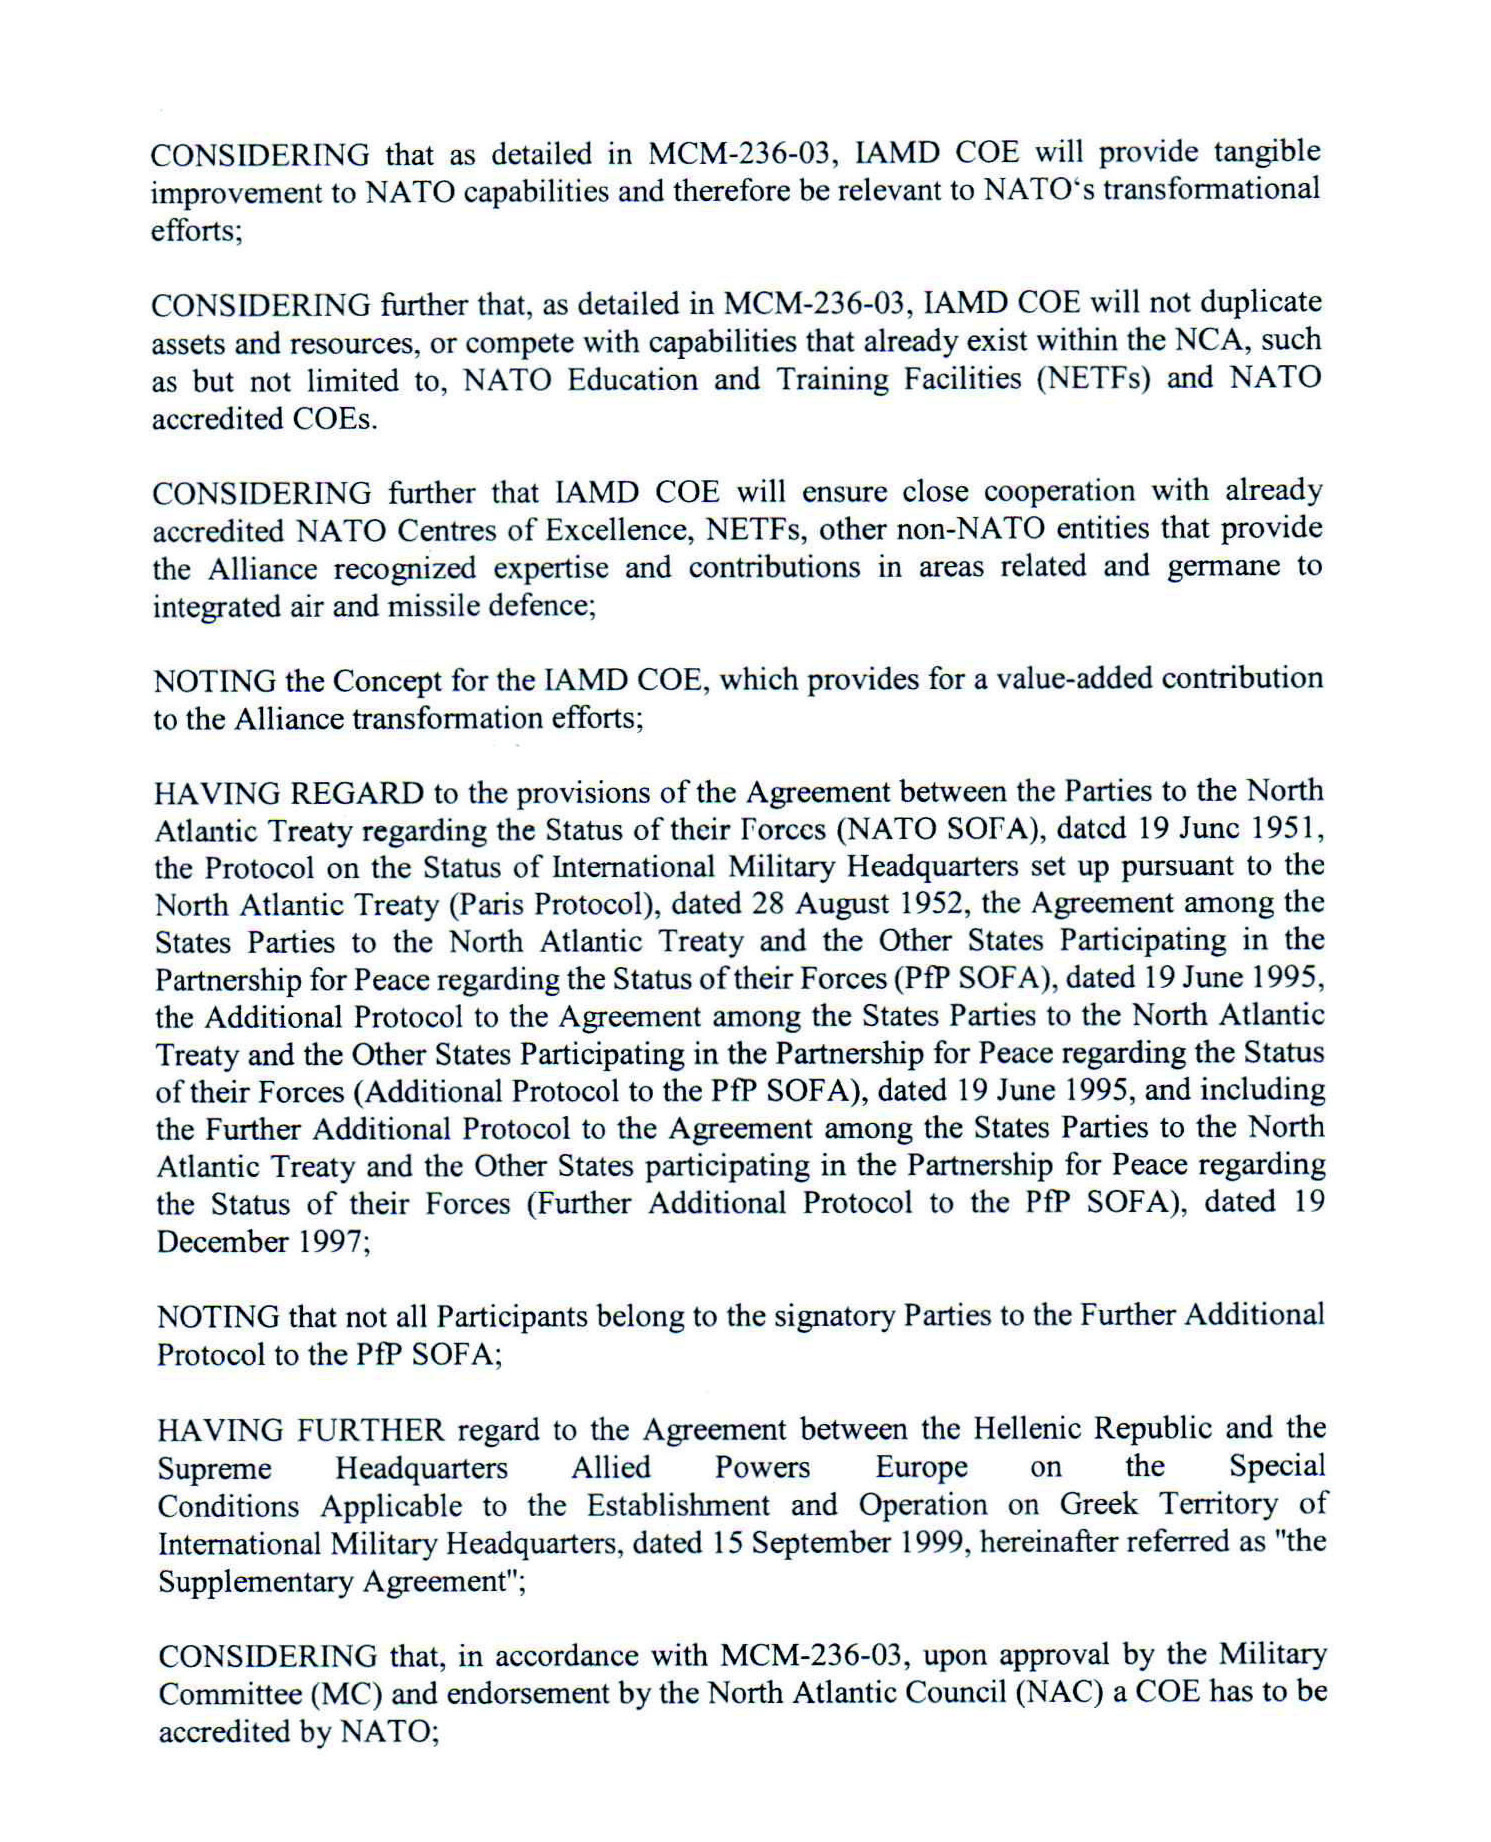 CONSIDERING that as detailed in MCM-236-03, IAMD COE will provide tangible
improvement to NATO capabilities and therefore be relevant to NATO‘s transformational
efforts;
CONSIDERING further that, as detailed in MCM-236-03, IAMD COE will not duplicate
assets and resources, or compete with capabilities that already exist within the NCA, such
as but not limited to, NATO Education and Training Facilities (NETFs) and NATO
accredited COEs.
CONSIDERING further that IAMD COE will ensure close cooperation with already
accredited NATO Centres of Excellence, NETFs, other non-NATO entities that provide
the Alliance recognized expertise and contributions in areas related and germane to
integrated air and missile defence;
NOTING the Concept for the IAMD COE, which provides for a value-added contribution
to the Alliance transformation efforts;
HAVING REGARD to the provisions of the Agreement between the Parties to the North
Atlantic Treaty regarding the Status of their Forces (NATO SOFA), dated 19 June 1951,
the Protocol on the Status of International Military Headquarters set up pursuant to the
North Atlantic Treaty (Paris Protocol), dated 28 August 1952, the Agreement among the
States Parties to the North Atlantic Treaty and the Other States Participating in the
Partnership for Peace regarding the Status of their Forces (PfP SOFA), dated 19 June 1995,
the Additional Protocol to the Agreement among the States Parties to the North Atlantic
Treaty and the Other States Participating in the Partnership for Peace regarding the Status
of their Forces (Additional Protocol to the PfP SOFA), dated 19 June 1995, and including
the Further Additional Protocol to the Agreement among the States Parties to the North
Atlantic Treaty and the Other States participating in the Partnership for Peace regarding
the Status of their Forces (Further Additional Protocol to the PfP SOFA), dated 19
December 1997;
NOTING that not all Participants belong to the signatory Parties to the Further Additional
Protocol to the PfP SOFA;
HAVING FURTHER regard to the Agreement between the Hellenic Republic and the
Supreme Headquarters Allied Powers Europe on the Special
Conditions Applicable to the Establishment and Operation on Greek Territory of
International Military Headquarters, dated 15 September 1999, hereinafter referred as "the
Supplementary Agreement";
CONSIDERING that, in accordance with MCM-236-03, upon approval by the Military
Committee (MC) and endorsement by the North Atlantic Council (NAC) a COE has to be
accredited by NATO;